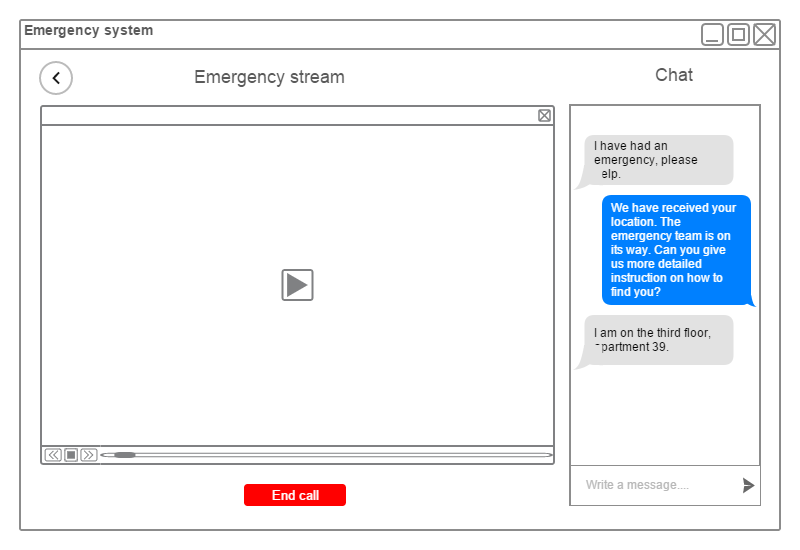 Emergency system
Emergency stream
Chat
I have had an
emergency, please
elp.
We have received your
location. The
emergency team is on
its way. Can you give
us more detailed
instruction on how to
find you?
I am on the third floor,
partment 39.
Write a message....
End call